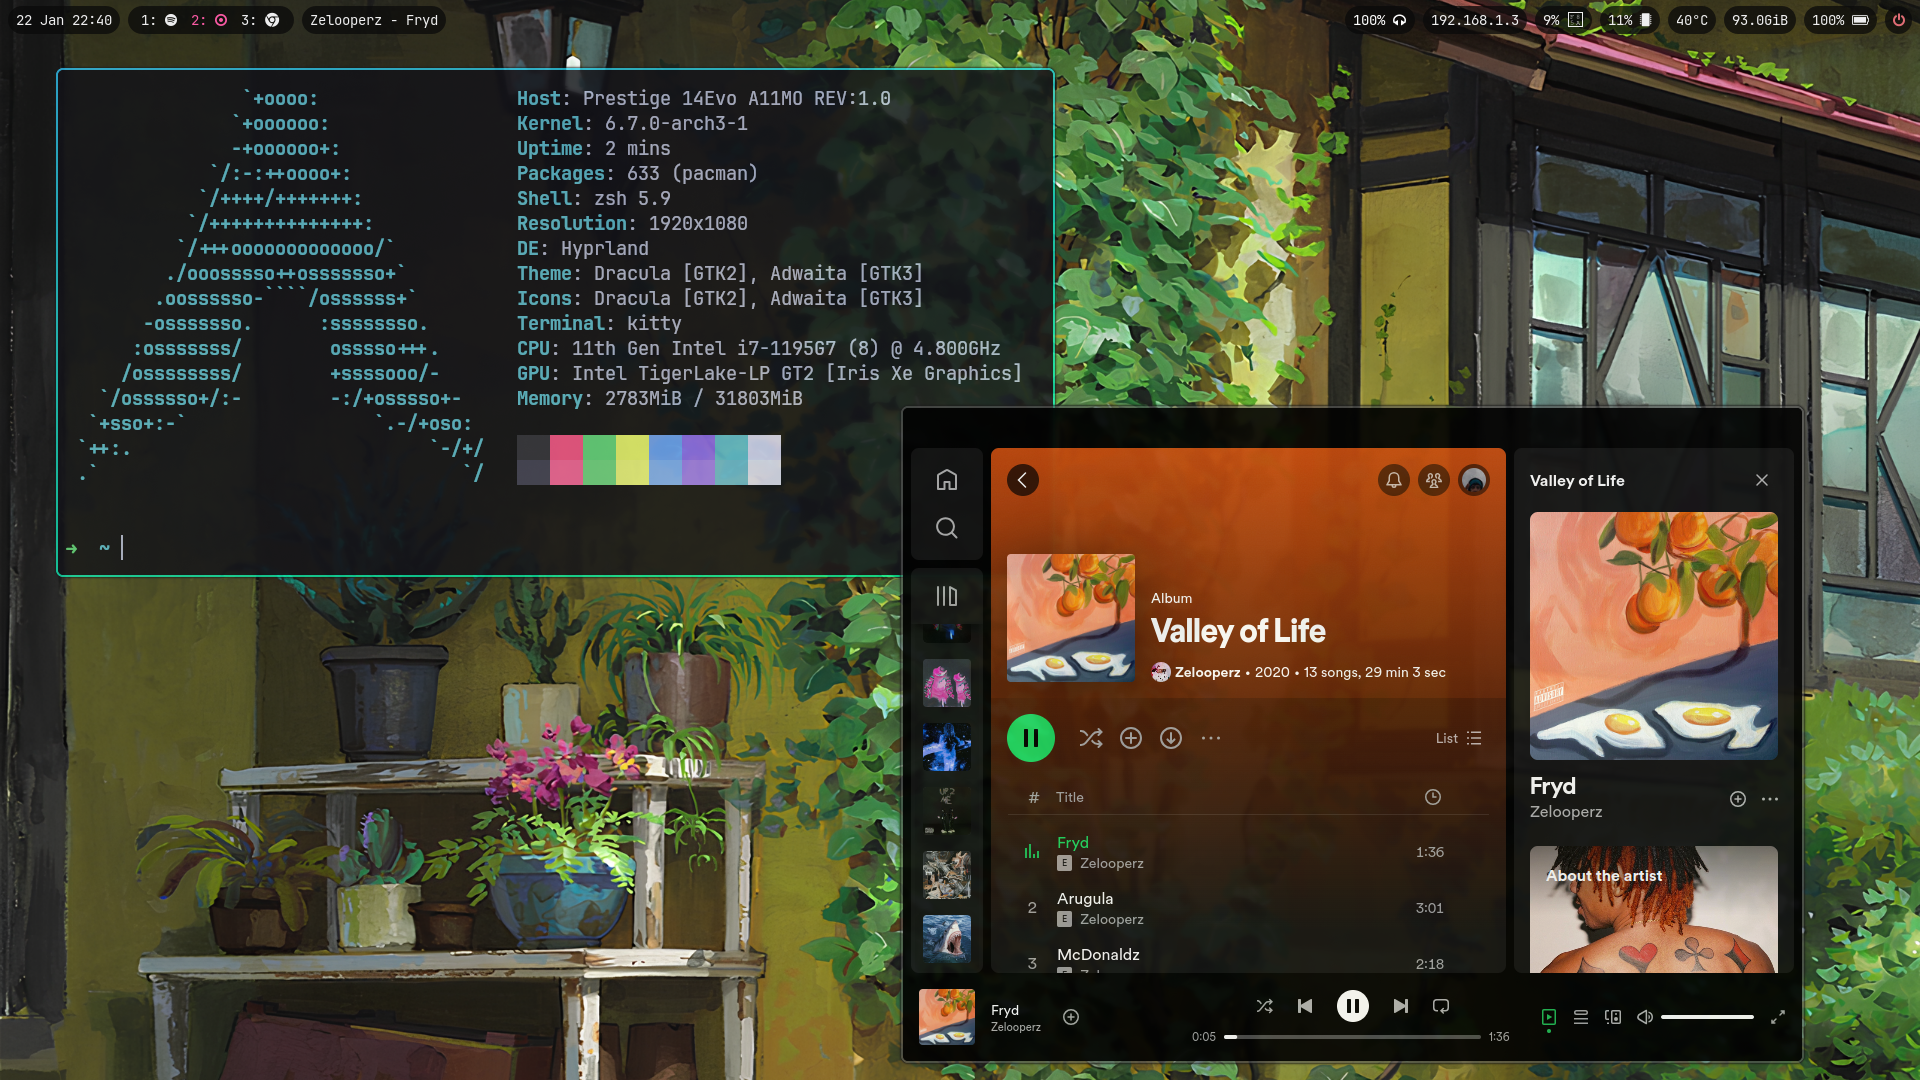 22 Jan 22:40
1: 2: 3:
Zelooperz - Fryd
100%
192.168.1.3
9%
11%
40°C
93.0GiB
100%
`+oooo:
`+oooooo:
-+oooooo+:
`/:-:++oooo+:
`/++++/+++++++:
`/++++++++++++++:
`/+++ooooooooooooo/`
./ooosssso++osssssso+`
.oossssso-````/ossssss+`
-osssssso. :ssssssso.
:osssssss/ osssso+++.
/ossssssss/ +ssssooo/-
`/ossssso+/:- -:/+osssso+-
`+sso+:-` `.-/+oso:
`++:. `-/+/
.` `/
Host: Prestige 14Evo A11MO REV:1.0
Kernel: 6.7.0-arch3-1
Uptime: 2 mins
Packages: 633 (pacman)
Shell: zsh 5.9
Resolution: 1920x1080
DE: Hyprland
Theme: Dracula [GTK2], Adwaita [GTK3]
Icons: Dracula [GTK2], Adwaita [GTK3]
Terminal: kitty
CPU: 11th Gen Intel i7-1195G7 (8) @ 4.800GHz
GPU: Intel TigerLake-LP GT2 [Iris Xe Graphics]
Memory: 2783MiB / 31803MiB
➜ ~
Album
Valley of Life
Zelooperz • 2020 • 13 songs, 29 min 3 sec
List
# Title
Fryd
E Zelooperz
1:36
2 Arugula
E Zelooperz
3:01
3 McDonaldz
2:18
Valley of Life
Fryd
Zelooperz
About the artist
Fryd
Zelooperz
0:05
1:36